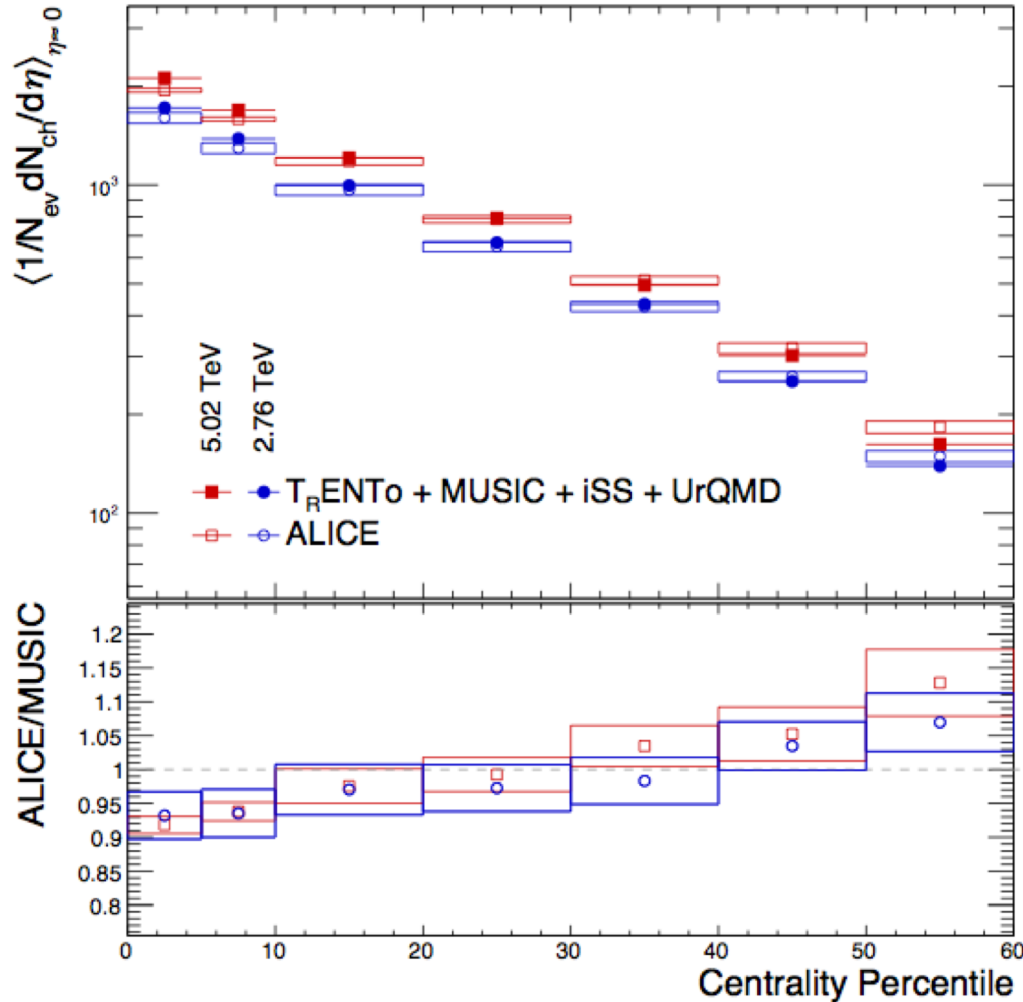 ⟨1/N_ev dN_ch/dη⟩_η≈0
10³
10²
5.02 TeV
2.76 TeV
T_RENTo + MUSIC + iSS + UrQMD
ALICE
ALICE/MUSIC
1.2
1.15
1.1
1.05
1
0.95
0.9
0.85
0.8
0 10 20 30 40 50 60
Centrality Percentile